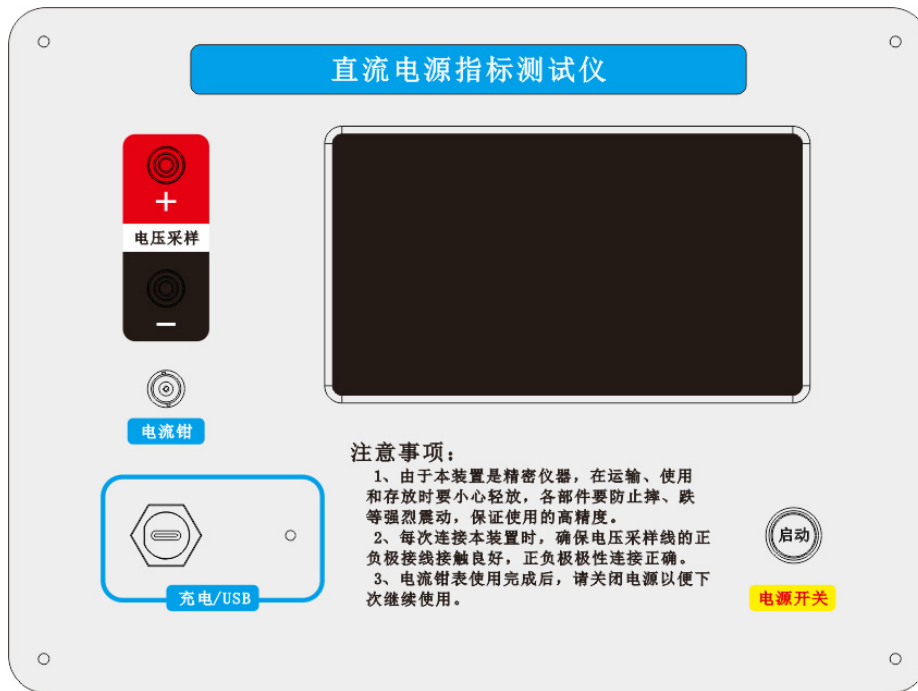 直流电源指标测试仪
+
电压采样
−
电流钳
充电/USB
注意事项：
1、由于本装置是精密仪器，在运输、使用
和存放时要小心轻放，各部件要防止摔、跌
等强烈震动，保证使用的高精度。
2、每次连接本装置时，确保电压采样线的正
负极接线接触良好，正负极极性连接正确。
3、电流钳表使用完成后，请关闭电源以便下
次继续使用。
启动
电源开关